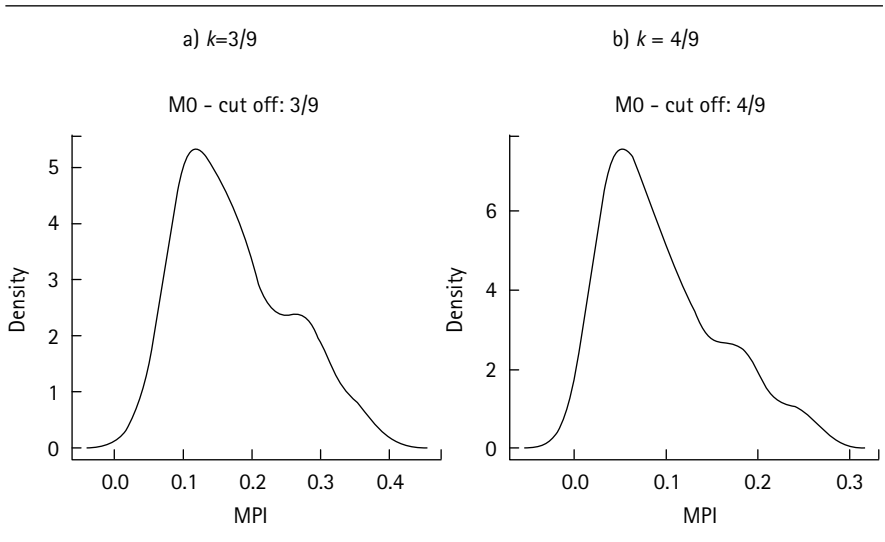 a) k=3/9
M0 - cut off: 3/9
Density
5
4
3
2
1
0
0.0 0.1 0.2 0.3 0.4
MPI
b) k = 4/9
M0 - cut off: 4/9
Density
6
4
2
0
0.0 0.1 0.2 0.3
MPI